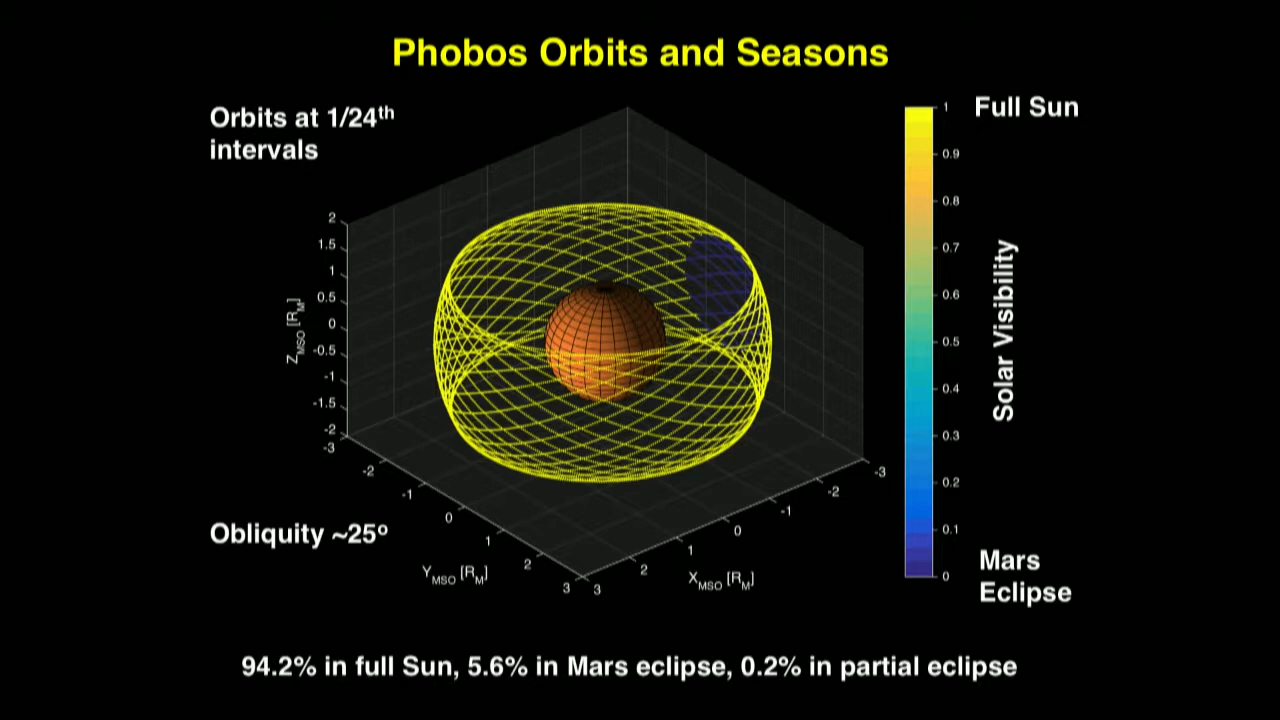 Phobos Orbits and Seasons
Orbits at 1/24th
intervals
Full Sun
1
0.9
0.8
0.7
0.6
0.5
0.4
0.3
0.2
0.1
0
Solar Visibility
Mars
Eclipse
2
1.5
1
0.5
0
-0.5
-1
-1.5
-2
Z_MSO [R_M]
-3
-2
-1
0
1
2
3
Y_MSO [R_M]
3
2
1
0
-1
-2
-3
X_MSO [R_M]
Obliquity ~25º
94.2% in full Sun, 5.6% in Mars eclipse, 0.2% in partial eclipse